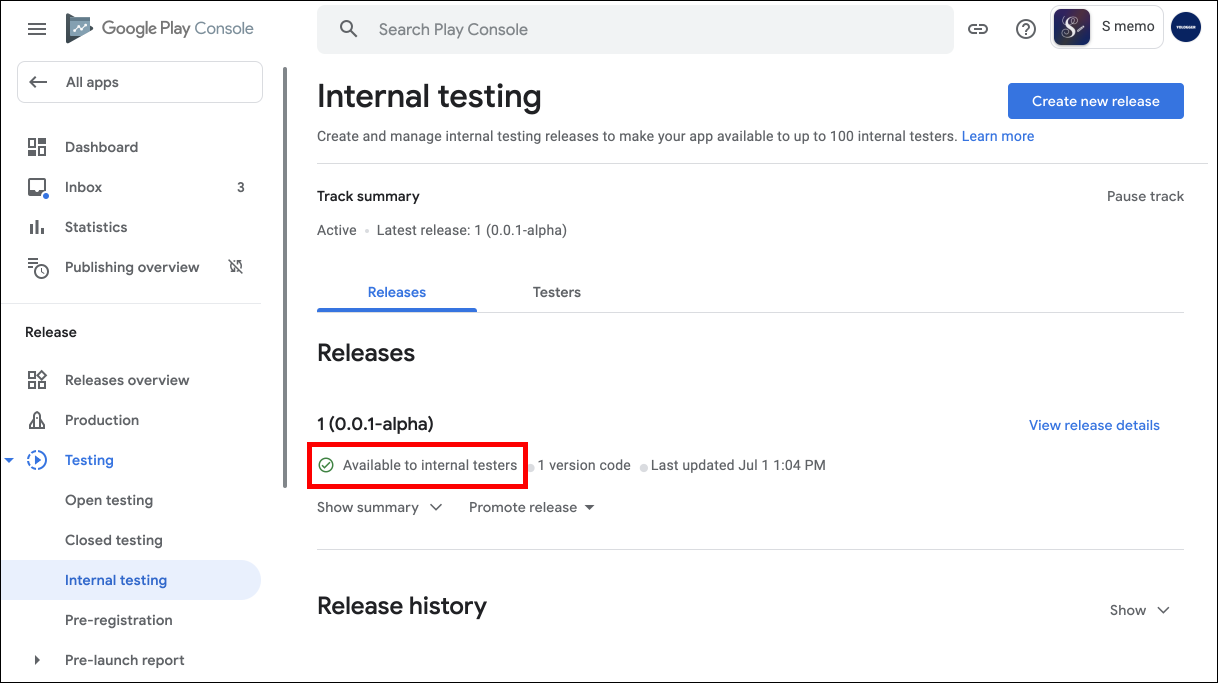 Google Play Console
Search Play Console
S memo
YOLOGGER
All apps
Dashboard
Inbox 3
Statistics
Publishing overview
Release
Releases overview
Production
Testing
Open testing
Closed testing
Internal testing
Pre-registration
Pre-launch report
Internal testing
Create new release
Create and manage internal testing releases to make your app available to up to 100 internal testers. Learn more
Track summary
Pause track
Active • Latest release: 1 (0.0.1-alpha)
Releases Testers
Releases
1 (0.0.1-alpha)
View release details
Available to internal testers 1 version code Last updated Jul 1 1:04 PM
Show summary Promote release
Release history
Show